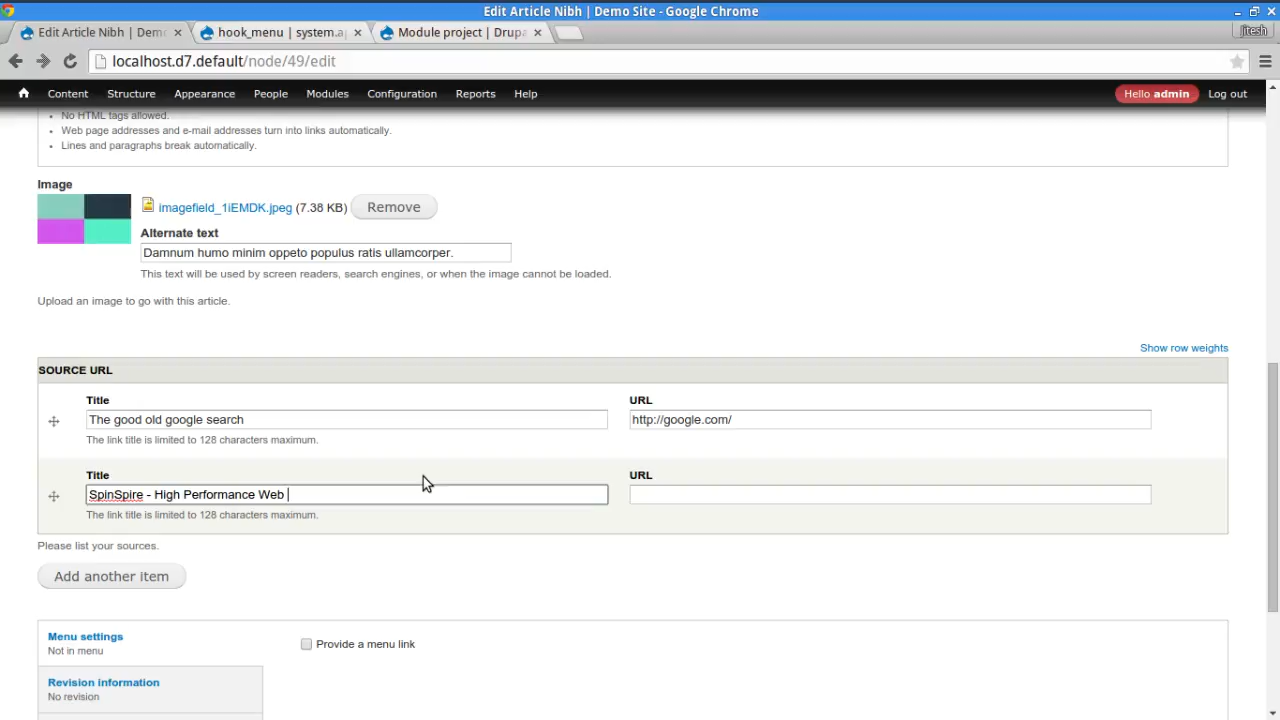 Edit Article Nibh | Demo Site - Google Chrome
Edit Article Nibh | Demo
hook_menu | system.a
Module project | Drupa
jitesh
localhost.d7.default/node/49/edit
Content Structure Appearance People Modules Configuration Reports Help Hello admin Log out
No HTML tags allowed.
Web page addresses and e-mail addresses turn into links automatically.
Lines and paragraphs break automatically.
Image
imagefield_1iEMDK.jpeg (7.38 KB) Remove
Alternate text
Damnum humo minim oppeto populus ratis ullamcorper.
This text will be used by screen readers, search engines, or when the image cannot be loaded.
Upload an image to go with this article.
Show row weights
SOURCE URL
Title URL
The good old google search http://google.com/
The link title is limited to 128 characters maximum.
Title URL
SpinSpire - High Performance Web
The link title is limited to 128 characters maximum.
Please list your sources.
Add another item
Menu settings
Not in menu
Provide a menu link
Revision information
No revision